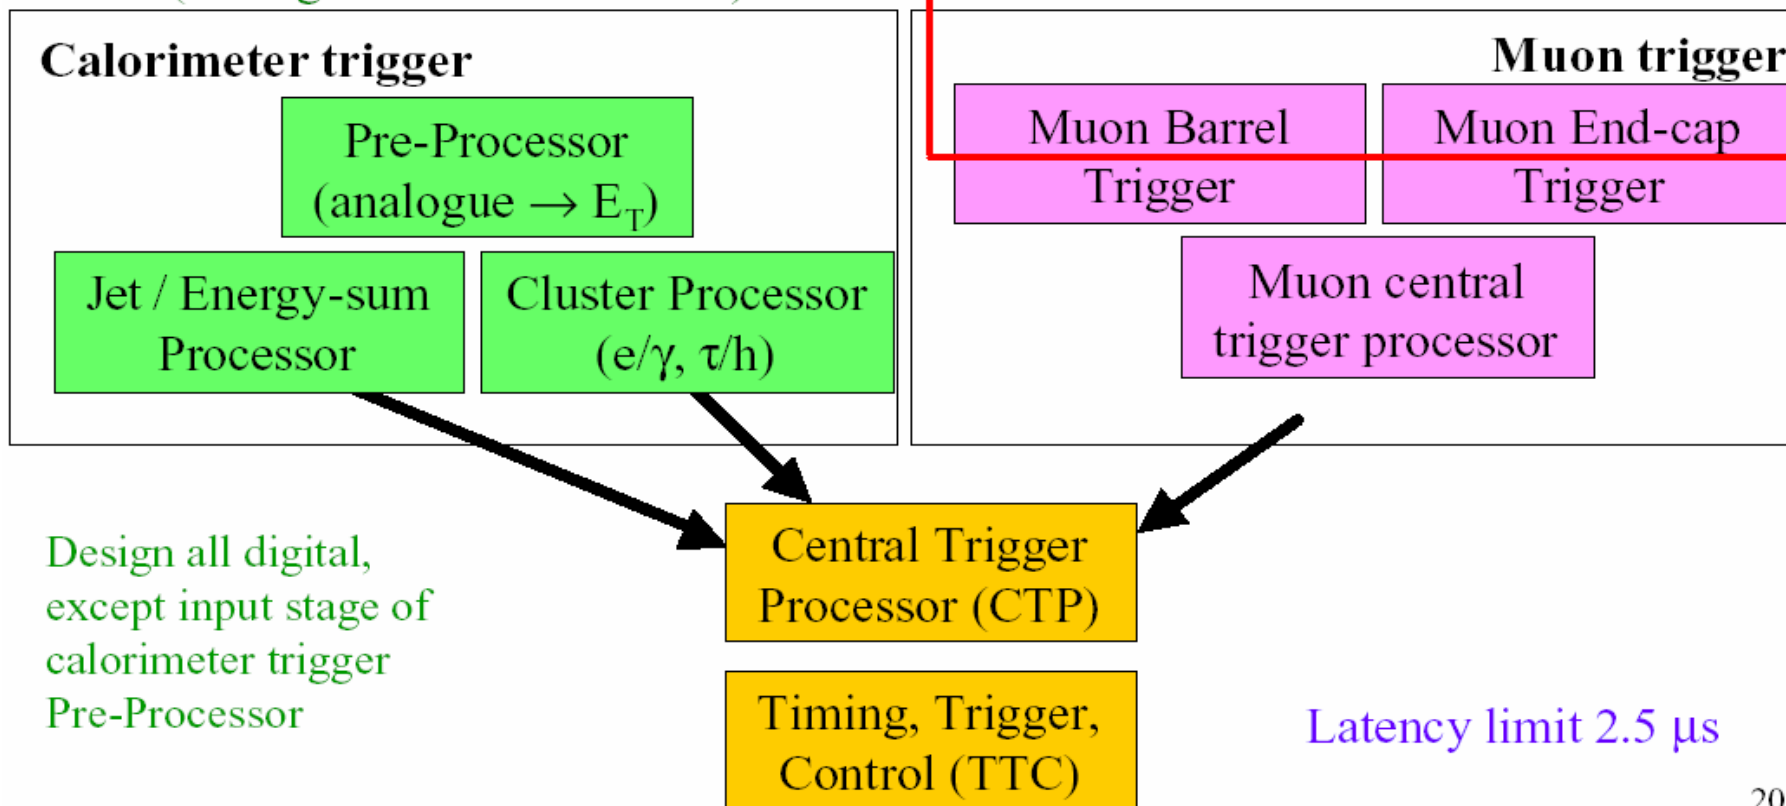 Calorimeter trigger
Pre-Processor
(analogue → E_T)
Jet / Energy-sum
Processor
Cluster Processor
(e/γ, τ/h)
Muon trigger
Muon Barrel
Trigger
Muon End-cap
Trigger
Muon central
trigger processor
Central Trigger
Processor (CTP)
Timing, Trigger,
Control (TTC)
Design all digital,
except input stage of
calorimeter trigger
Pre-Processor
Latency limit 2.5 μs
20